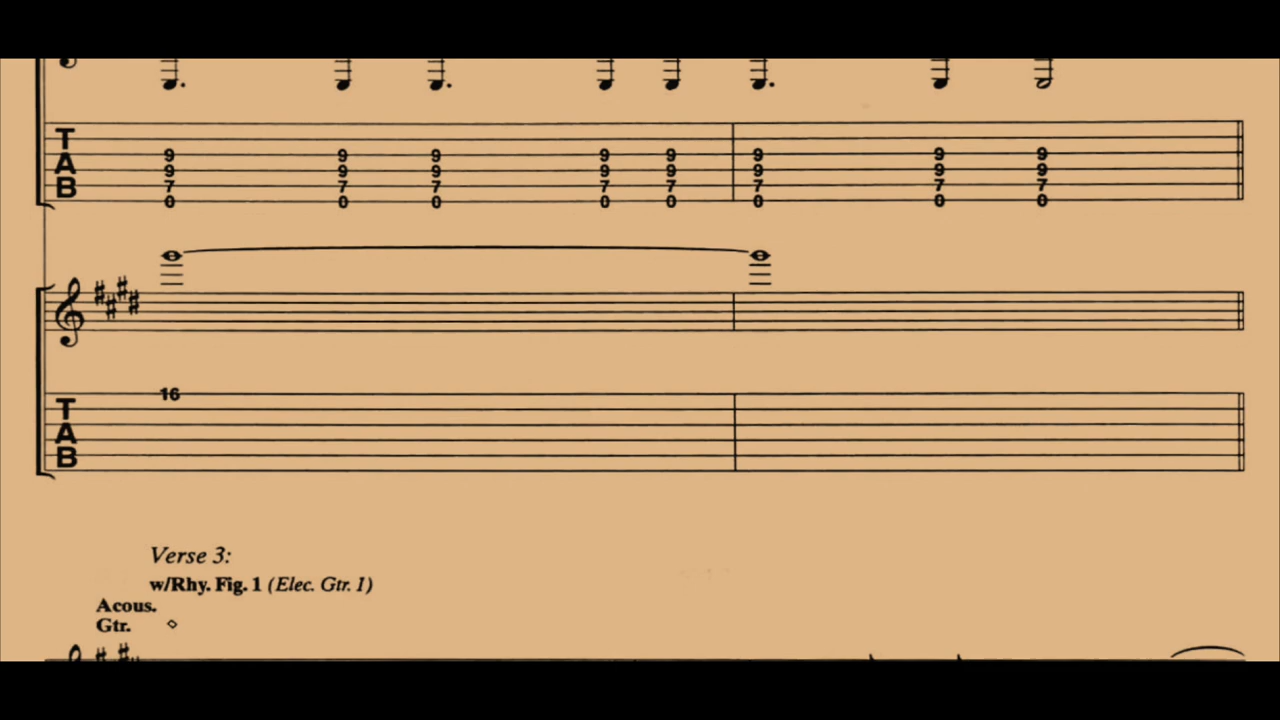 T
A
B
9 9 9 9 9 9 9 9
9 9 9 9 9 9 9 9
7 7 7 7 7 7 7 7
0 0 0 0 0 0 0 0
16
T
A
B
Verse 3:
w/Rhy. Fig. 1 (Elec. Gtr. 1)
Acous.
Gtr.